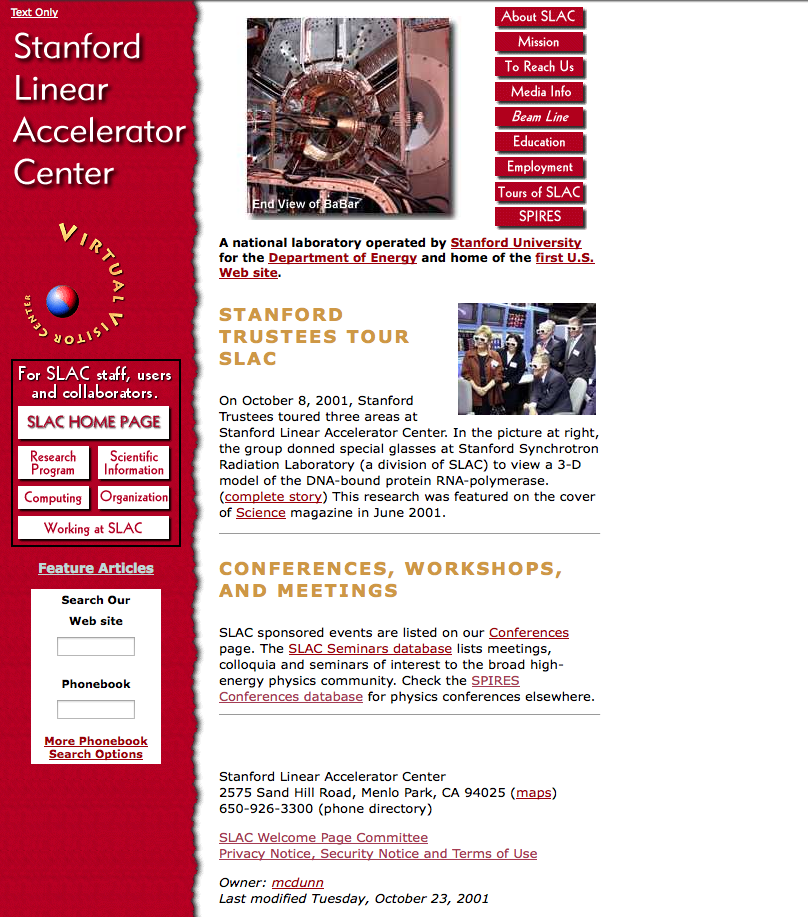 Text Only
Stanford
Linear
Accelerator
Center
VIRTUAL VISITOR CENTER
For SLAC staff, users
and collaborators.
SLAC HOME PAGE
Research
Program
Scientific
Information
Computing
Organization
Working at SLAC
Feature Articles
Search Our
Web site
Phonebook
More Phonebook
Search Options
End View of BaBar
About SLAC
Mission
To Reach Us
Media Info
Beam Line
Education
Employment
Tours of SLAC
SPIRES
A national laboratory operated by Stanford University
for the Department of Energy and home of the first U.S.
Web site.
STANFORD
TRUSTEES TOUR
SLAC
On October 8, 2001, Stanford
Trustees toured three areas at
Stanford Linear Accelerator Center. In the picture at right,
the group donned special glasses at Stanford Synchrotron
Radiation Laboratory (a division of SLAC) to view a 3-D
model of the DNA-bound protein RNA-polymerase.
(complete story) This research was featured on the cover
of Science magazine in June 2001.
CONFERENCES, WORKSHOPS,
AND MEETINGS
SLAC sponsored events are listed on our Conferences
page. The SLAC Seminars database lists meetings,
colloquia and seminars of interest to the broad high-
energy physics community. Check the SPIRES
Conferences database for physics conferences elsewhere.
Stanford Linear Accelerator Center
2575 Sand Hill Road, Menlo Park, CA 94025 (maps)
650-926-3300 (phone directory)
SLAC Welcome Page Committee
Privacy Notice, Security Notice and Terms of Use
Owner: mcdunn
Last modified Tuesday, October 23, 2001